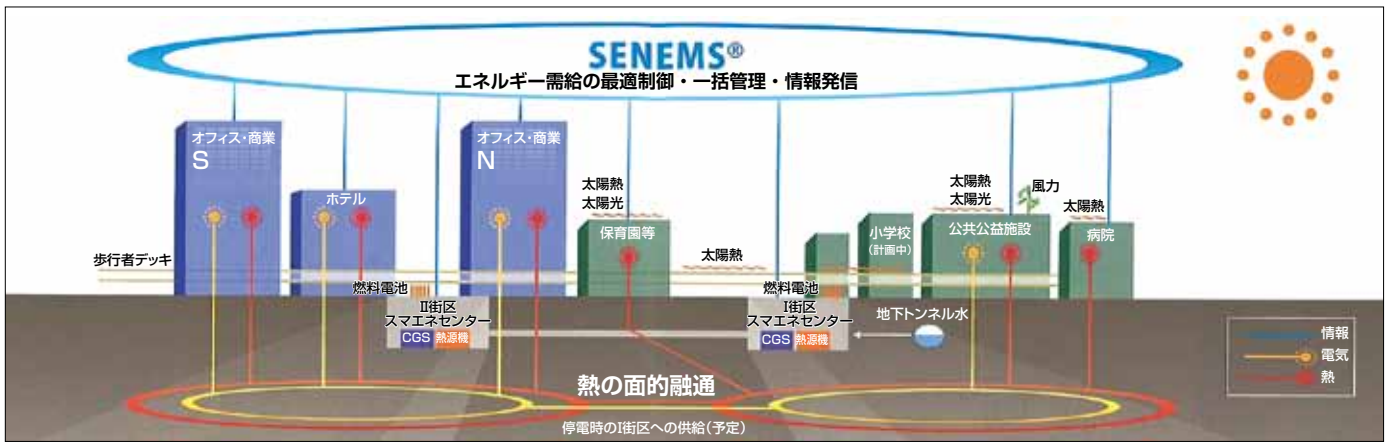 SENEMS®
エネルギー需給の最適制御・一括管理・情報発信
オフィス・商業
S
ホテル
オフィス・商業
N
太陽熱
太陽光
保育園等
太陽熱
小学校
(計画中)
太陽熱
太陽光
風力
公共公益施設
太陽熱
病院
歩行者デッキ
燃料電池
Ⅱ街区
スマエネセンター
CGS 熱源機
燃料電池
Ⅰ街区
スマエネセンター
CGS 熱源機
地下トンネル水
情報
電気
熱
熱の面的融通
停電時のⅠ街区への供給(予定)